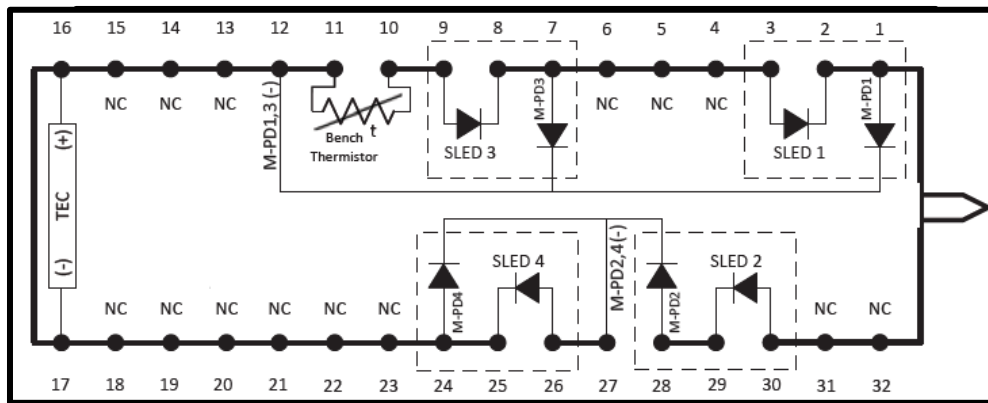 16 15 14 13 12 11 10 9 8 7 6 5 4 3 2 1
NC NC NC NC NC NC
M-PD1,3 (-)
t
Bench
Thermistor
SLED 3
M-PD3
SLED 1
M-PD1
(+)
TEC
(-)
SLED 4
M-PD4
M-PD2,4 (-)
SLED 2
M-PD2
NC NC NC NC NC NC NC NC
17 18 19 20 21 22 23 24 25 26 27 28 29 30 31 32